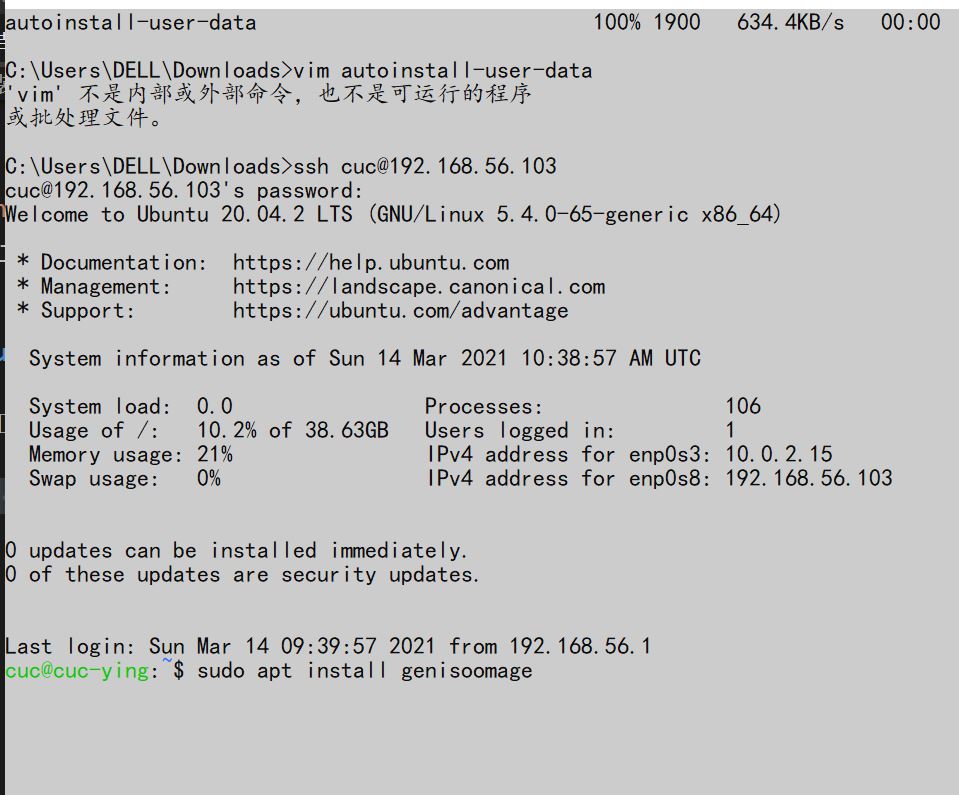 autoinstall-user-data 100% 1900 634.4KB/s 00:00
C:\Users\DELL\Downloads>vim autoinstall-user-data
'vim' 不是内部或外部命令，也不是可运行的程序
或批处理文件。
C:\Users\DELL\Downloads>ssh cuc@192.168.56.103
cuc@192.168.56.103's password:
Welcome to Ubuntu 20.04.2 LTS (GNU/Linux 5.4.0-65-generic x86_64)
* Documentation: https://help.ubuntu.com
* Management: https://landscape.canonical.com
* Support: https://ubuntu.com/advantage
System information as of Sun 14 Mar 2021 10:38:57 AM UTC
System load: 0.0 Processes: 106
Usage of /: 10.2% of 38.63GB Users logged in: 1
Memory usage: 21% IPv4 address for enp0s3: 10.0.2.15
Swap usage: 0% IPv4 address for enp0s8: 192.168.56.103
0 updates can be installed immediately.
0 of these updates are security updates.
Last login: Sun Mar 14 09:39:57 2021 from 192.168.56.1
cuc@cuc-ying:~$ sudo apt install genisoomage